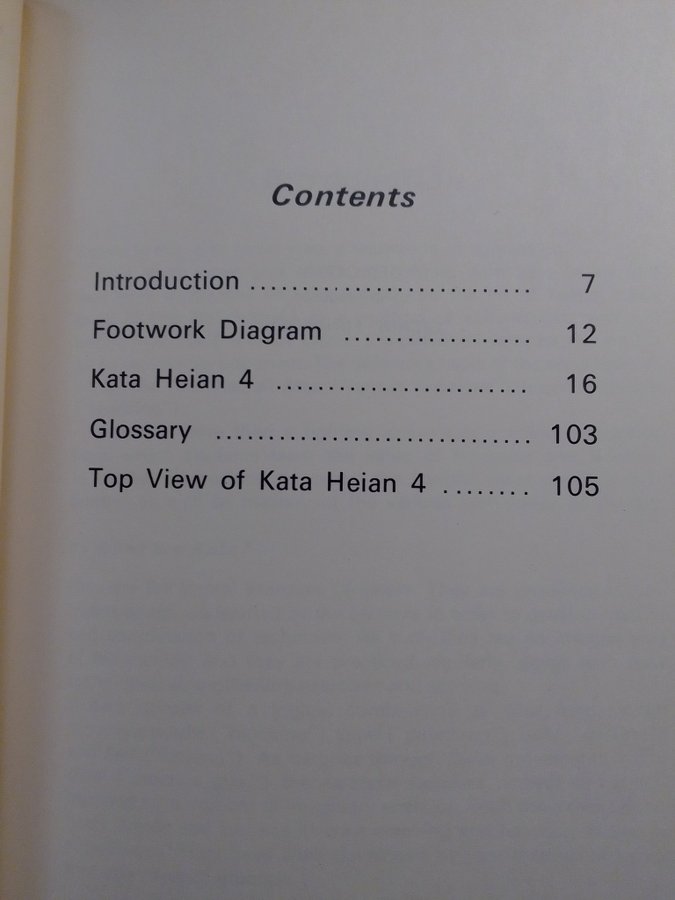 Contents
Introduction ........................... 7
Footwork Diagram .................. 12
Kata Heian 4 ........................ 16
Glossary .............................. 103
Top View of Kata Heian 4 ........ 105